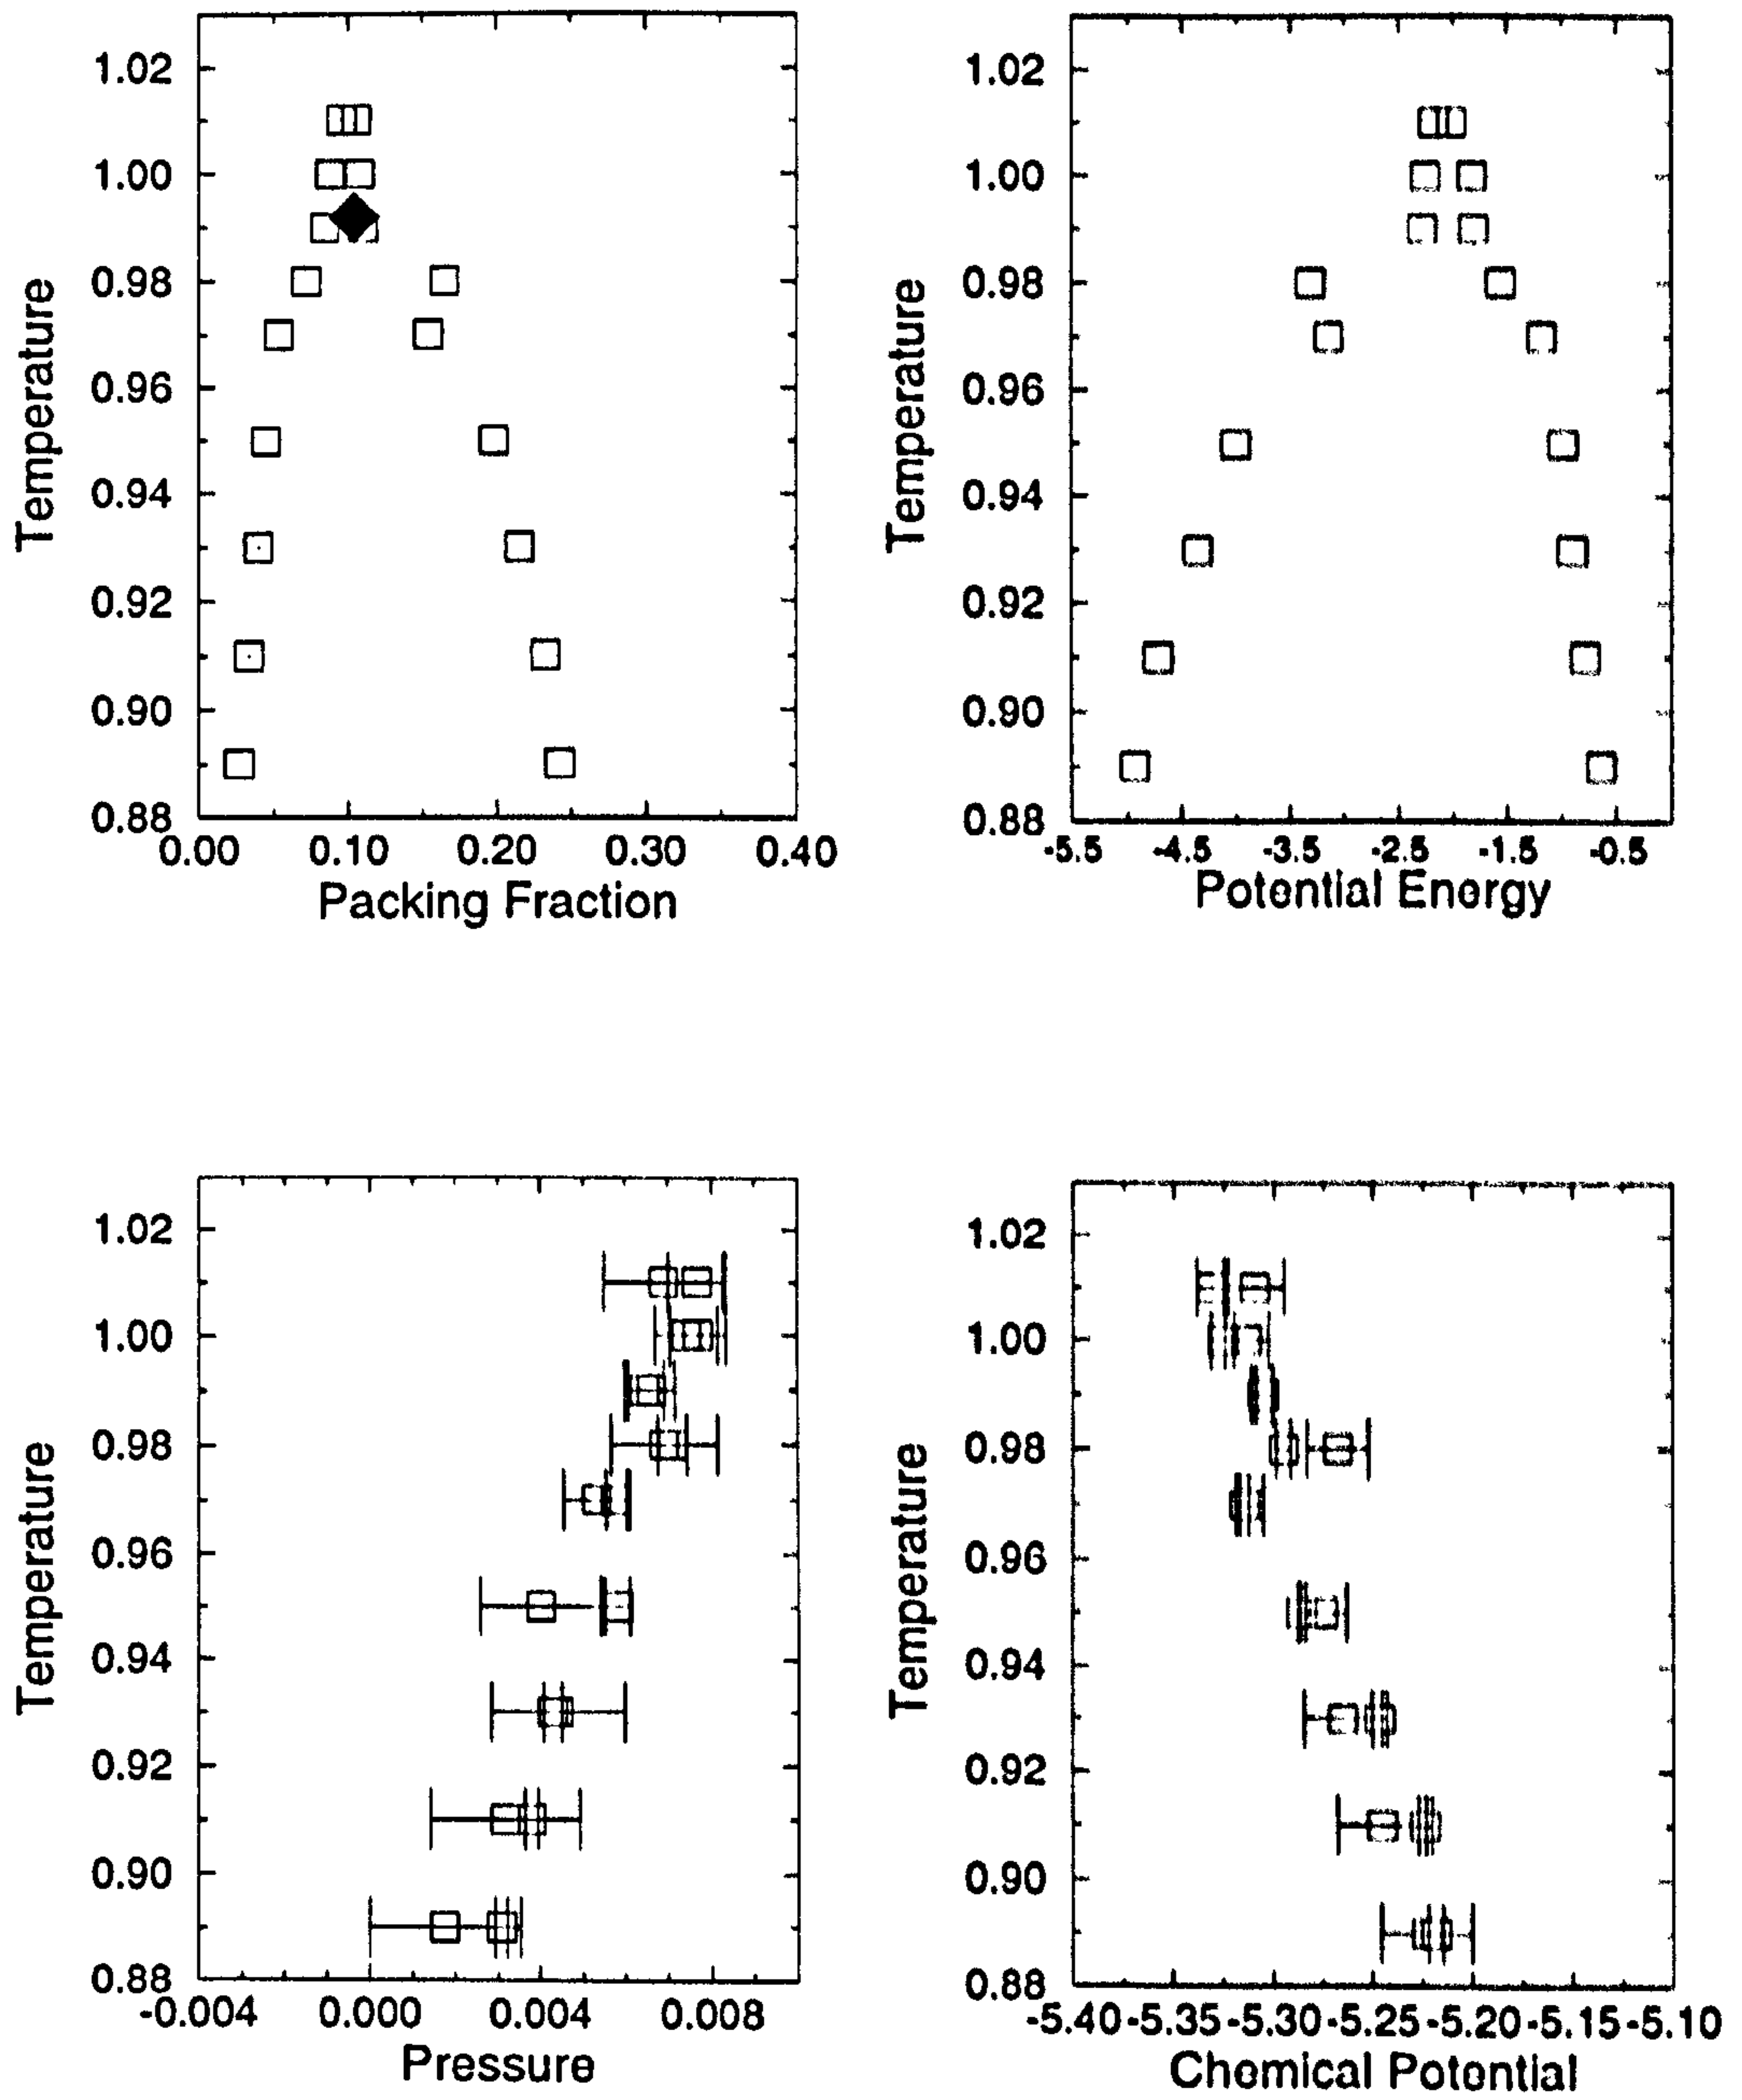 1.02
1.00
0.98
0.96
0.94
0.92
0.90
0.88
Temperature
0.00 0.10 0.20 0.30 0.40
Packing Fraction
1.02
1.00
0.98
0.96
0.94
0.92
0.90
0.88
Temperature
-5.5 -4.5 -3.5 -2.5 -1.5 -0.5
Potential Energy
1.02
1.00
0.98
0.96
0.94
0.92
0.90
0.88
Temperature
-0.004 0.000 0.004 0.008
Pressure
1.02
1.00
0.98
0.96
0.94
0.92
0.90
0.88
Temperature
-5.40 -5.35 -5.30 -5.25 -5.20 -5.15 -5.10
Chemical Potential